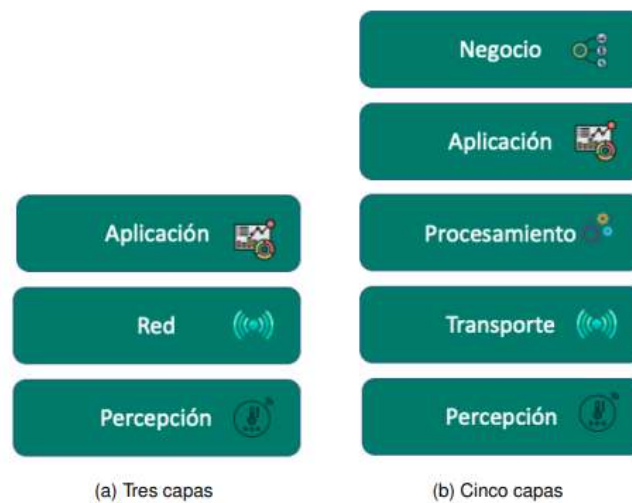 Aplicación
Red
Percepción
(a) Tres capas
Negocio
Aplicación
Procesamiento
Transporte
Percepción
(b) Cinco capas